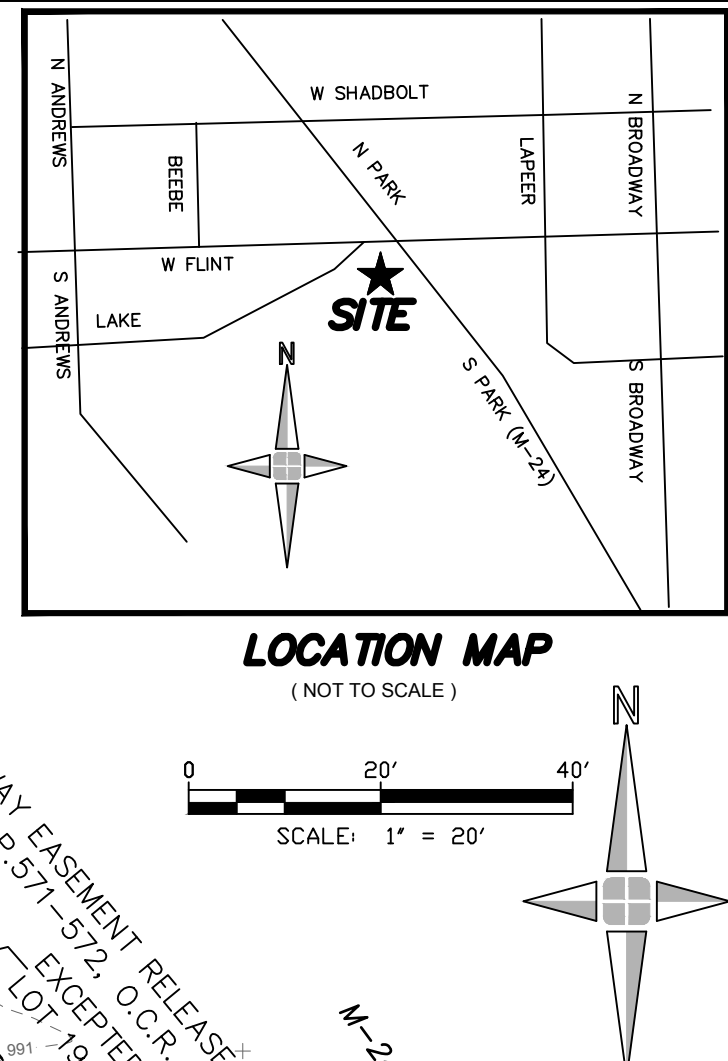 N ANDREWS
W SHADBOLT
N BROADWAY
BEEBE
N PARK
LAPEER
W FLINT
S ANDREWS
LAKE
SITE
N
S PARK (M-24)
S BROADWAY
LOCATION MAP
( NOT TO SCALE )
N
0 20' 40'
SCALE: 1" = 20'
EASEMENT RELEASE
P.571-572, O.C.R.
EXCEPTED
LOT 19
991
M-2